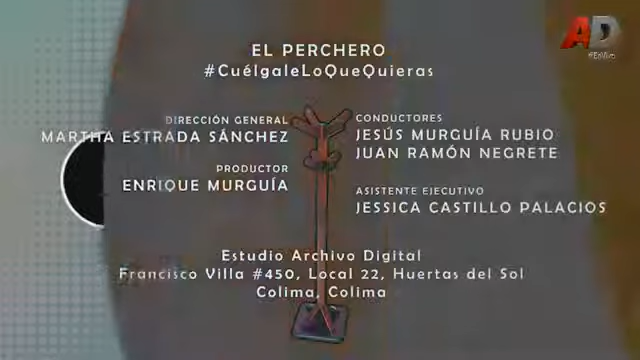 AD
#EnVivo
EL PERCHERO
#CuélgaleLoQueQuieras
DIRECCIÓN GENERAL
MARTHA ESTRADA SÁNCHEZ
PRODUCTOR
ENRIQUE MURGUÍA
CONDUCTORES
JESÚS MURGUÍA RUBIO
JUAN RAMÓN NEGRETE
ASISTENTE EJECUTIVO
JESSICA CASTILLO PALACIOS
Estudio Archivo Digital
Francisco Villa #450, Local 22, Huertas del Sol
Colima, Colima